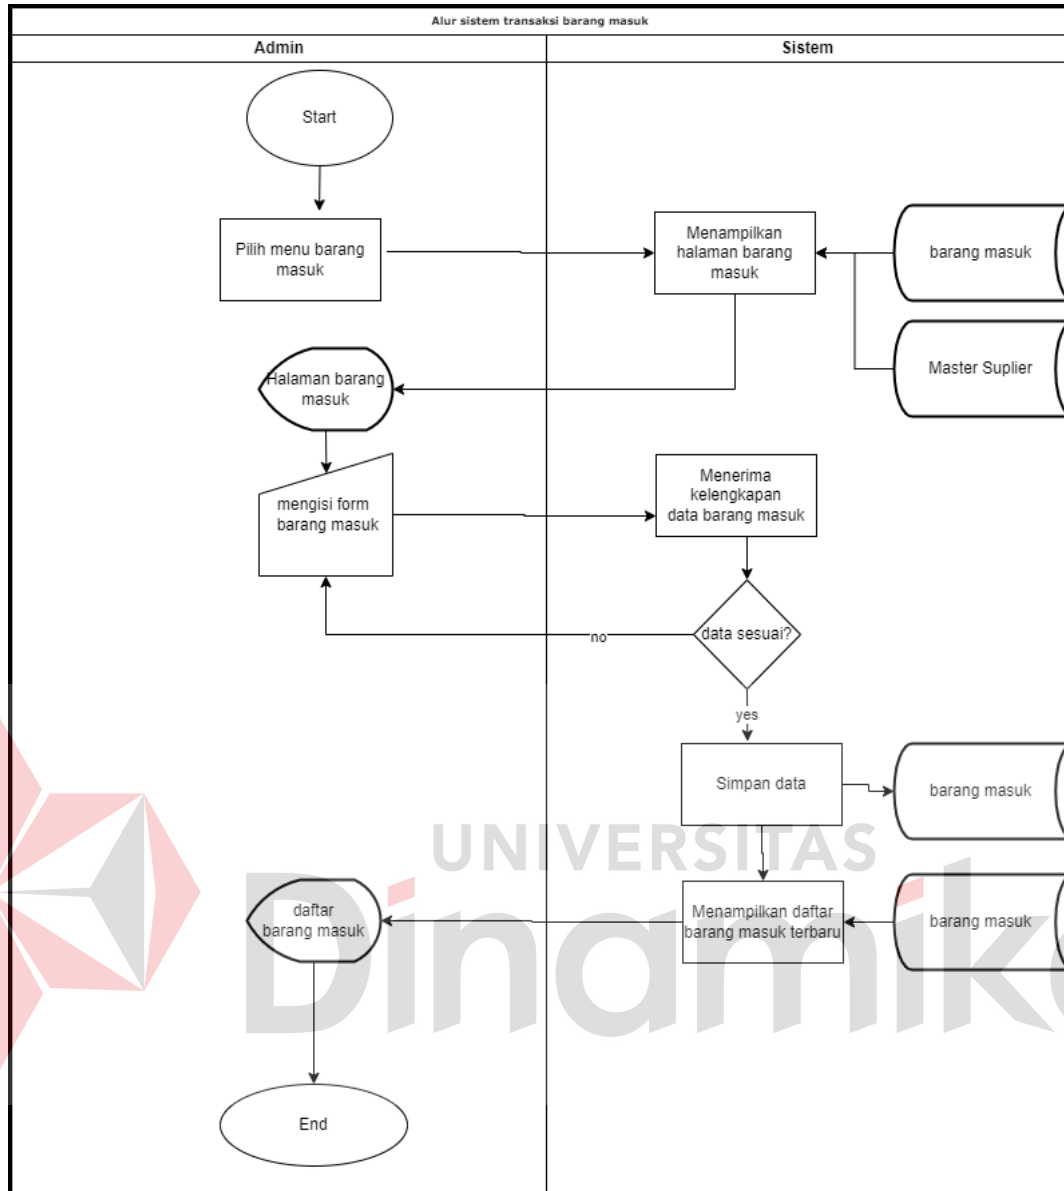 Alur sistem transaksi barang masuk
Admin
Sistem
Start
Pilih menu barang
masuk
Menampilkan
halaman barang
masuk
barang masuk
Master Suplier
Halaman barang
masuk
mengisi form
barang masuk
Menerima
kelengkapan
data barang masuk
data sesuai?
no
yes
Simpan data
barang masuk
UNIVERSITAS
Dinamika
daftar
barang masuk
Menampilkan daftar
barang masuk terbaru
barang masuk
End